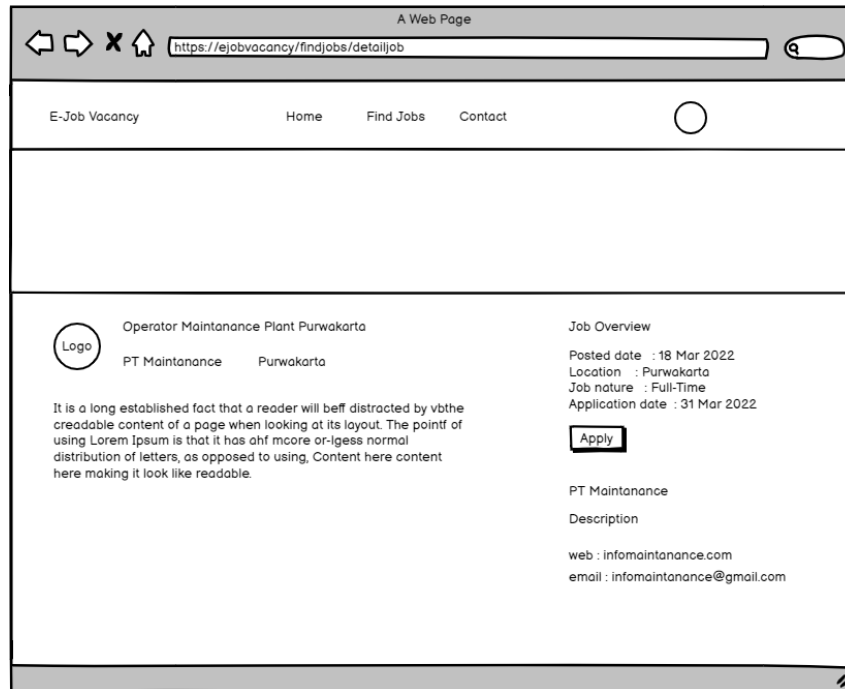 A Web Page
https://ejobvacancy/findjobs/detailjob
E-Job Vacancy Home Find Jobs Contact
Logo
Operator Maintanance Plant Purwakarta
PT Maintanance Purwakarta
It is a long established fact that a reader will beff distracted by vbthe
creadable content of a page when looking at its layout. The pointf of
using Lorem Ipsum is that it has ahf mcore or-lgess normal
distribution of letters, as opposed to using, Content here content
here making it look like readable.
Job Overview
Posted date : 18 Mar 2022
Location : Purwakarta
Job nature : Full-Time
Application date : 31 Mar 2022
Apply
PT Maintanance
Description
web : infomaintanance.com
email : infomaintanance@gmail.com